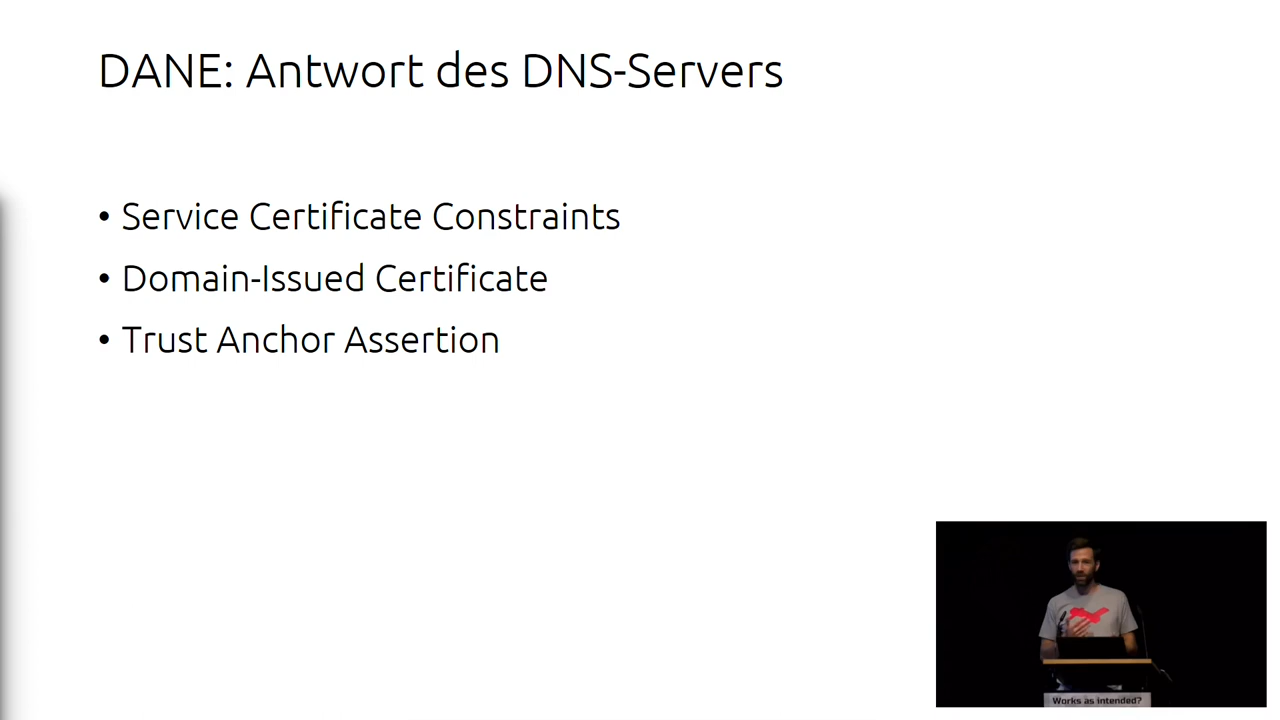 DANE: Antwort des DNS-Servers
• Service Certificate Constraints
• Domain-Issued Certificate
• Trust Anchor Assertion
Works as intended?